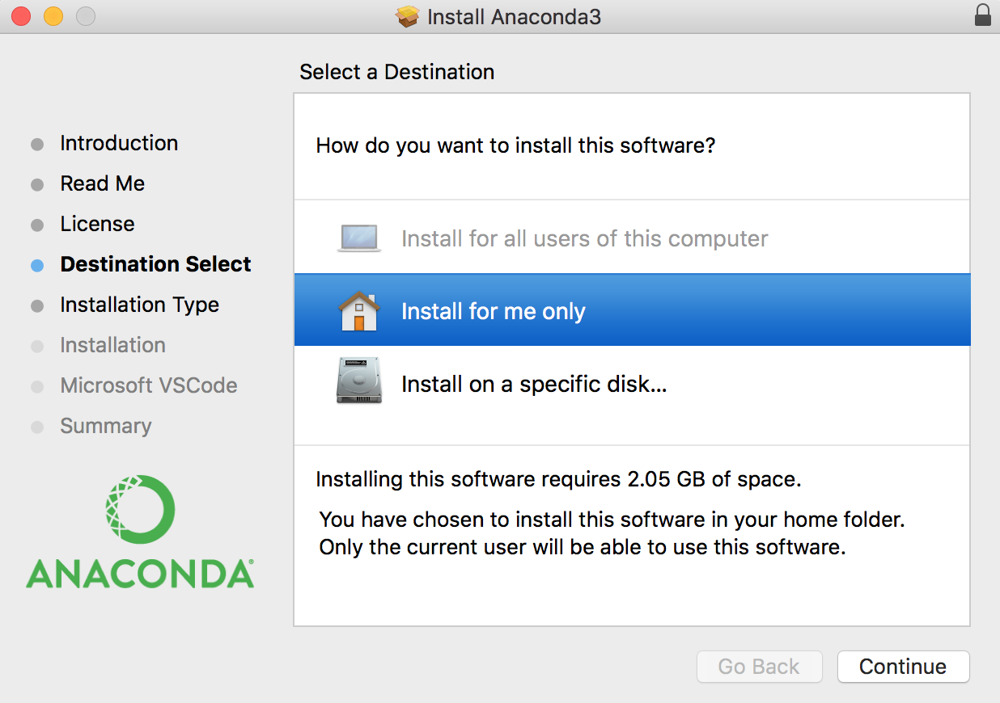 Install Anaconda3
Select a Destination
Introduction
Read Me
License
Destination Select
Installation Type
Installation
Microsoft VSCode
Summary
ANANCONDA®
How do you want to install this software?
Install for all users of this computer
Install for me only
Install on a specific disk...
Installing this software requires 2.05 GB of space.
You have chosen to install this software in your home folder.
Only the current user will be able to use this software.
Go Back
Continue